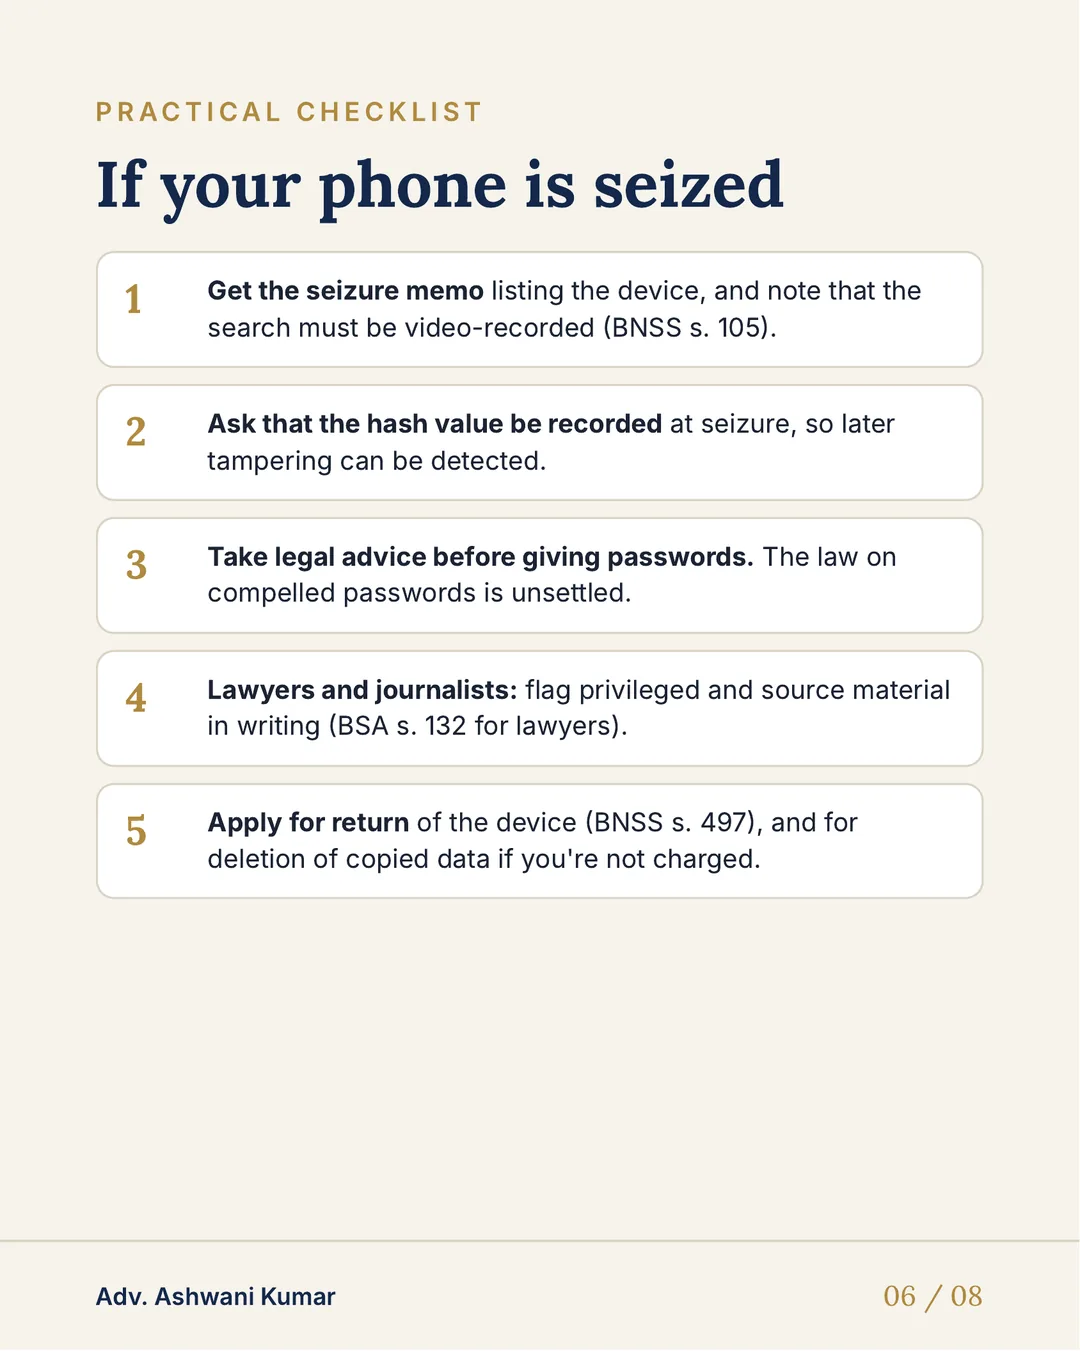 PRACTICAL CHECKLIST
If your phone is seized
1
Get the seizure memo listing the device, and note that the
search must be video-recorded (BNSS s. 105).
2
Ask that the hash value be recorded at seizure, so later
tampering can be detected.
3
Take legal advice before giving passwords. The law on
compelled passwords is unsettled.
4
Lawyers and journalists: flag privileged and source material
in writing (BSA s. 132 for lawyers).
5
Apply for return of the device (BNSS s. 497), and for
deletion of copied data if you're not charged.
Adv. Ashwani Kumar
06 / 08